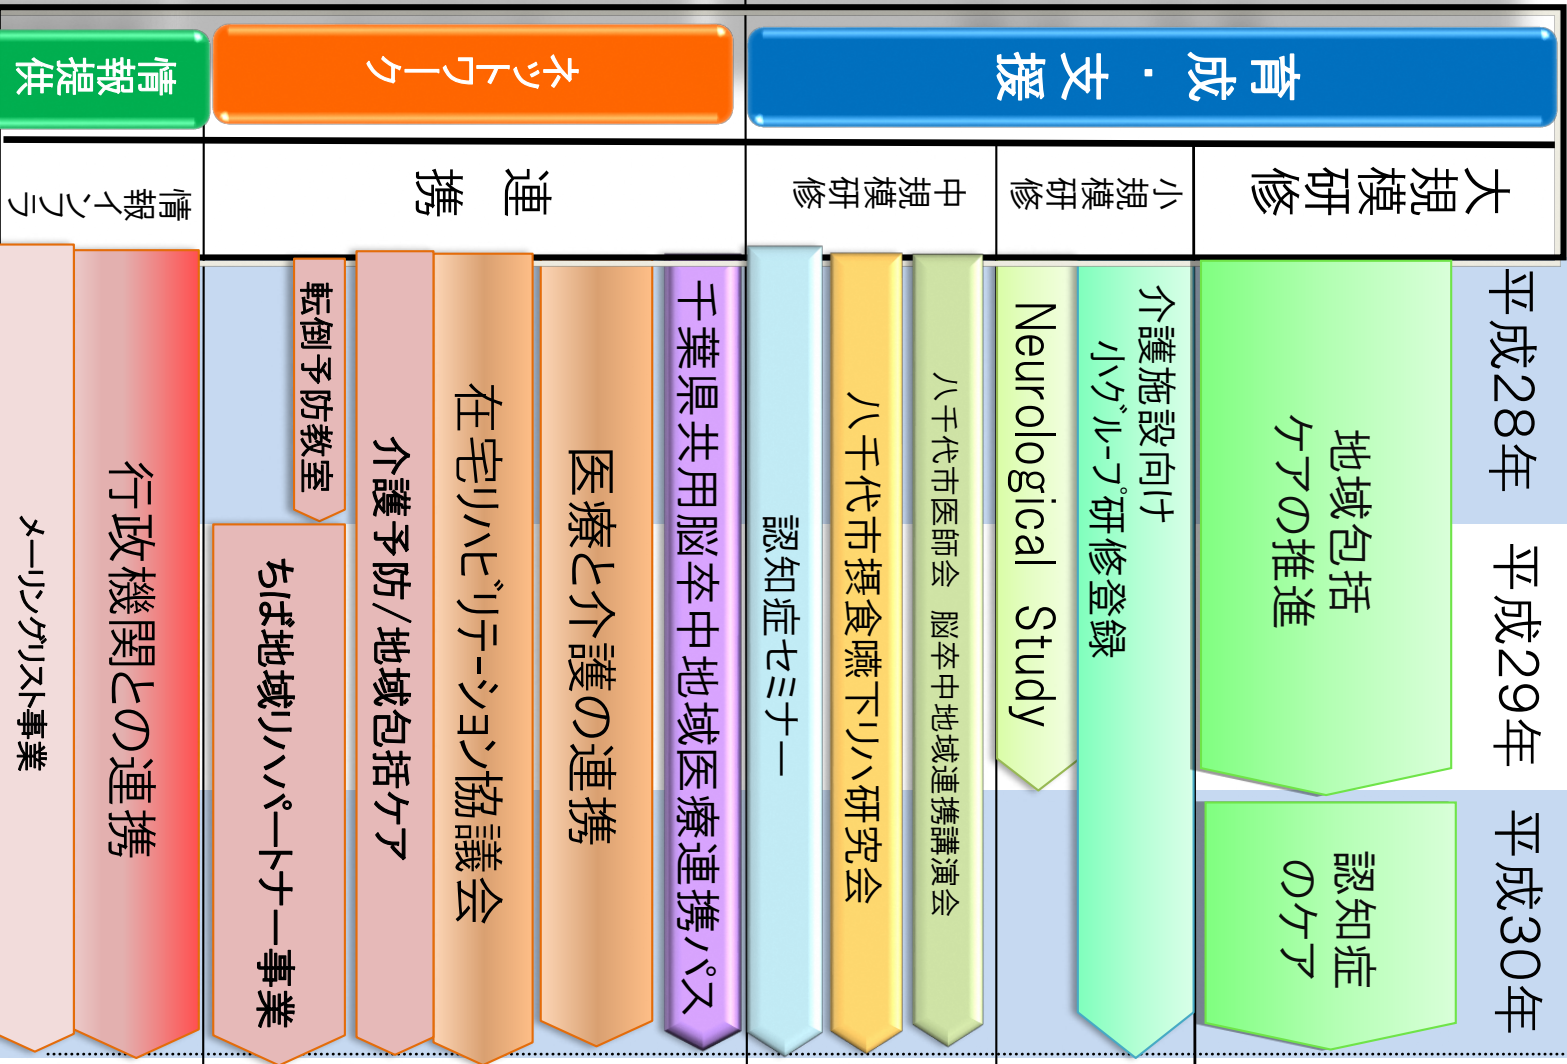 育成・支援
ネットワーク
情報提供
大規模研修
小規模研修
中規模研修
連携
情報インフラ
平成28年
平成29年
平成30年
地域包括
ケアの推進
認知症
のケア
介護施設向け
小グループ研修登録
Neurological Study
八千代市医師会 脳卒中地域連携講演会
八千代市摂食嚥下リハ研究会
認知症セミナー
千葉県共用脳卒中地域医療連携パス
医療と介護の連携
在宅リハビリテーション協議会
介護予防/地域包括ケア
転倒予防教室
ちば地域リハパートナー事業
行政機関との連携
メーリングリスト事業